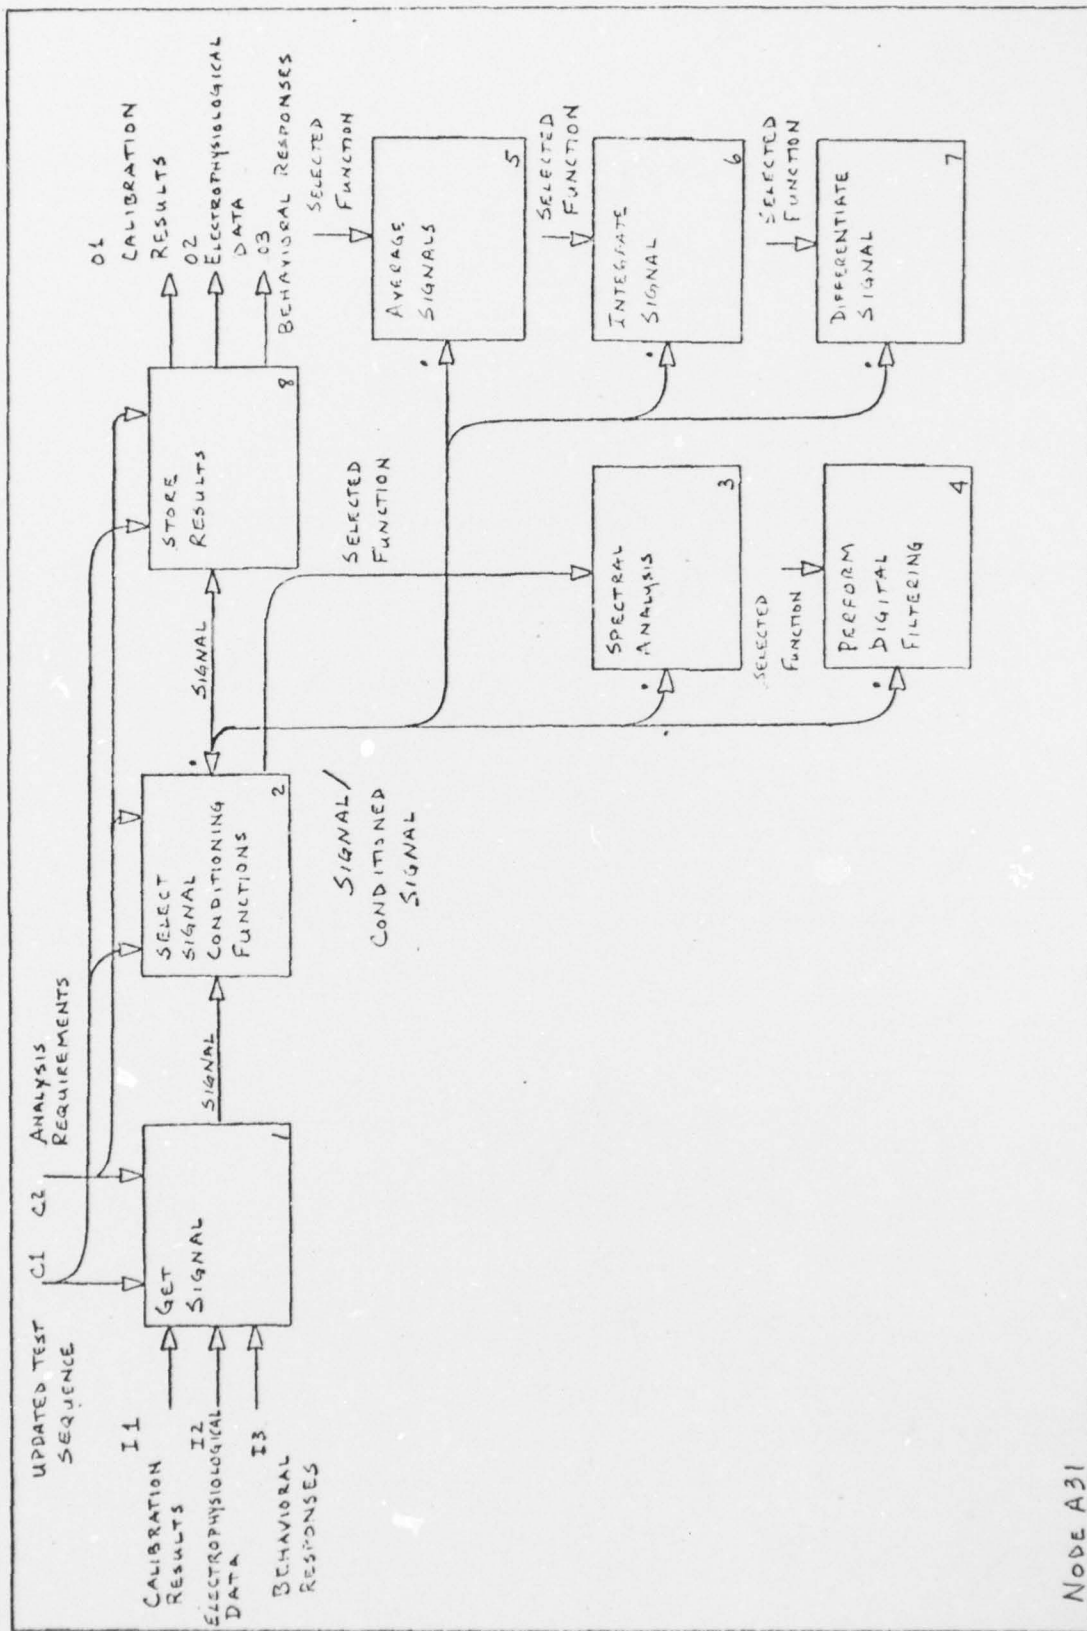 UPDATED TEST
SEQUENCE
C1
C2
ANALYSIS
REQUIREMENTS
I1
CALIBRATION
RESULTS
I2
ELECTROPHYSIOLOGICAL
DATA
I3
BEHAVIORAL
RESPONSES
GET
SIGNAL
1
SIGNAL
SELECT
SIGNAL
CONDITIONING
FUNCTIONS
2
SIGNAL
STORE
RESULTS
8
O1
CALIBRATION
RESULTS
O2
ELECTROPHYSIOLOGICAL
DATA
O3
BEHAVIORAL RESPONSES
SIGNAL/
CONDITIONED
SIGNAL
SELECTED
FUNCTION
SELECTED
FUNCTION
AVERAGE
SIGNALS
5
SPECTRAL
ANALYSIS
3
SELECTED
FUNCTION
INTEGRATE
SIGNAL
6
SELECTED
FUNCTION
PERFORM
DIGITAL
FILTERING
4
SELECTED
FUNCTION
DIFFERENTIATE
SIGNAL
7
NODE A31